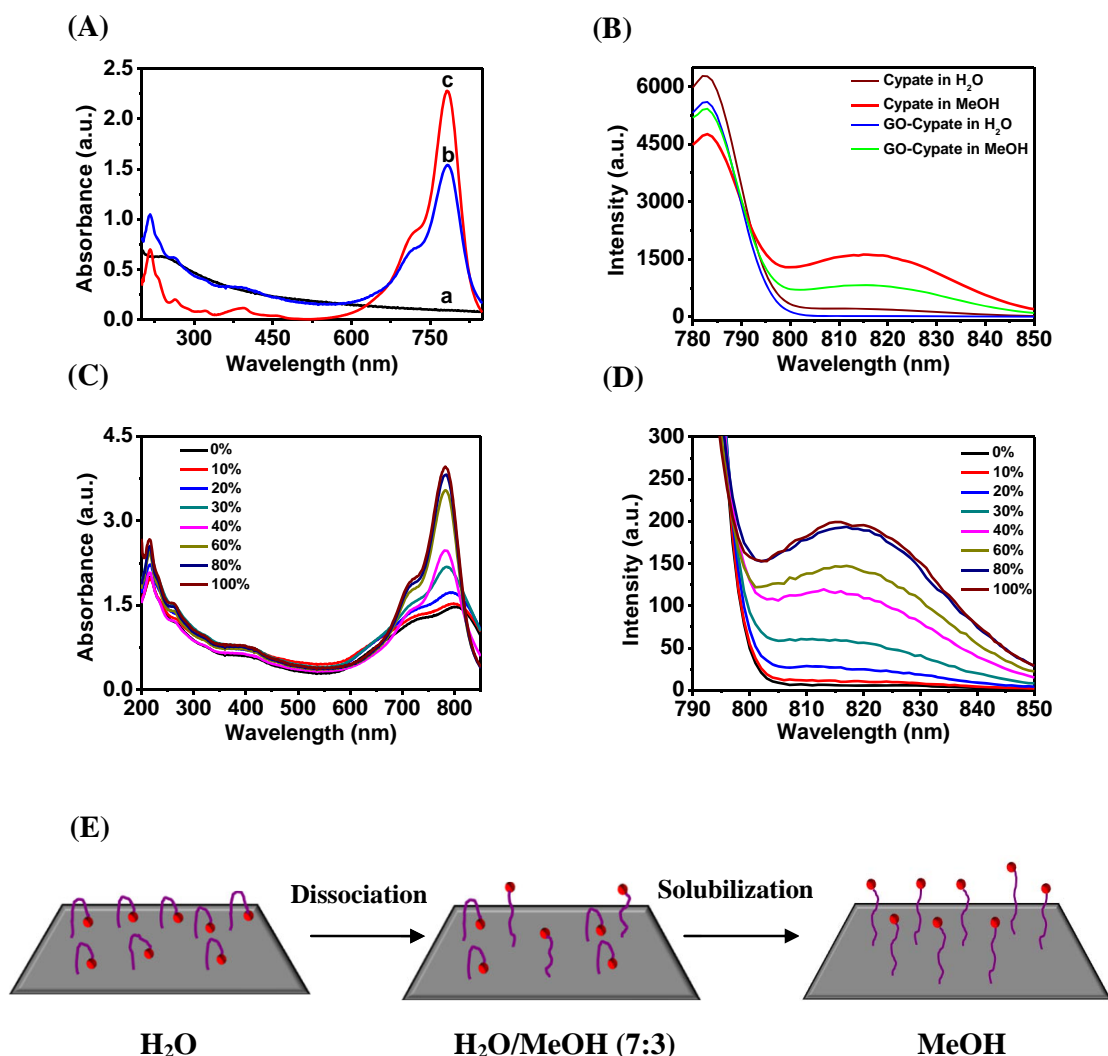 (A)
2.5
2.0
1.5
1.0
0.5
0.0
Absorbance (a.u.)
300
450
600
750
Wavelength (nm)
a
b
c
(B)
6000
4500
3000
1500
0
Intensity (a.u.)
780 790 800 810 820 830 840 850
Wavelength (nm)
Cypate in H₂O
Cypate in MeOH
GO-Cypate in H₂O
GO-Cypate in MeOH
(C)
4.5
3.0
1.5
0.0
Absorbance (a.u.)
200 300 400 500 600 700 800
Wavelength (nm)
0%
10%
20%
30%
40%
60%
80%
100%
(D)
300
250
200
150
100
50
0
Intensity (a.u.)
790 800 810 820 830 840 850
Wavelength (nm)
0%
10%
20%
30%
40%
60%
80%
100%
(E)
Dissociation
Solubilization
H₂O
H₂O/MeOH (7:3)
MeOH